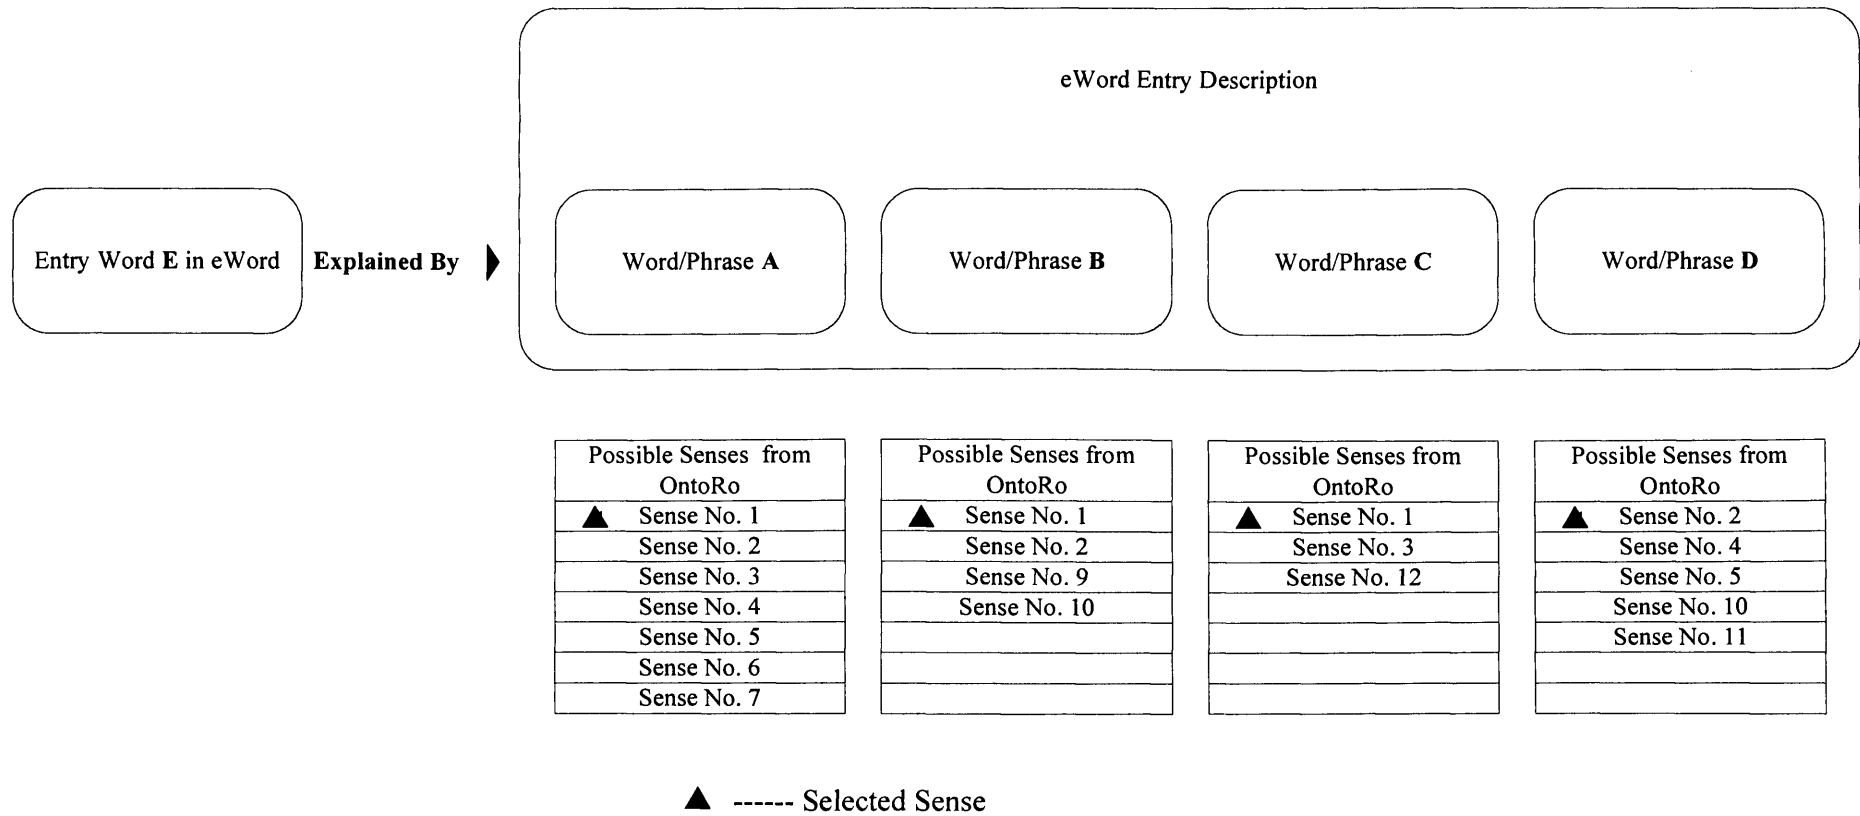 eWord Entry Description
Entry Word E in eWord
Explained By
Word/Phrase A
Word/Phrase B
Word/Phrase C
Word/Phrase D
Possible Senses from
OntoRo
Sense No. 1
Sense No. 2
Sense No. 3
Sense No. 4
Sense No. 5
Sense No. 6
Sense No. 7
Possible Senses from
OntoRo
Sense No. 1
Sense No. 2
Sense No. 9
Sense No. 10
Possible Senses from
OntoRo
Sense No. 1
Sense No. 3
Sense No. 12
Possible Senses from
OntoRo
Sense No. 2
Sense No. 4
Sense No. 5
Sense No. 10
Sense No. 11
▲ ------ Selected Sense